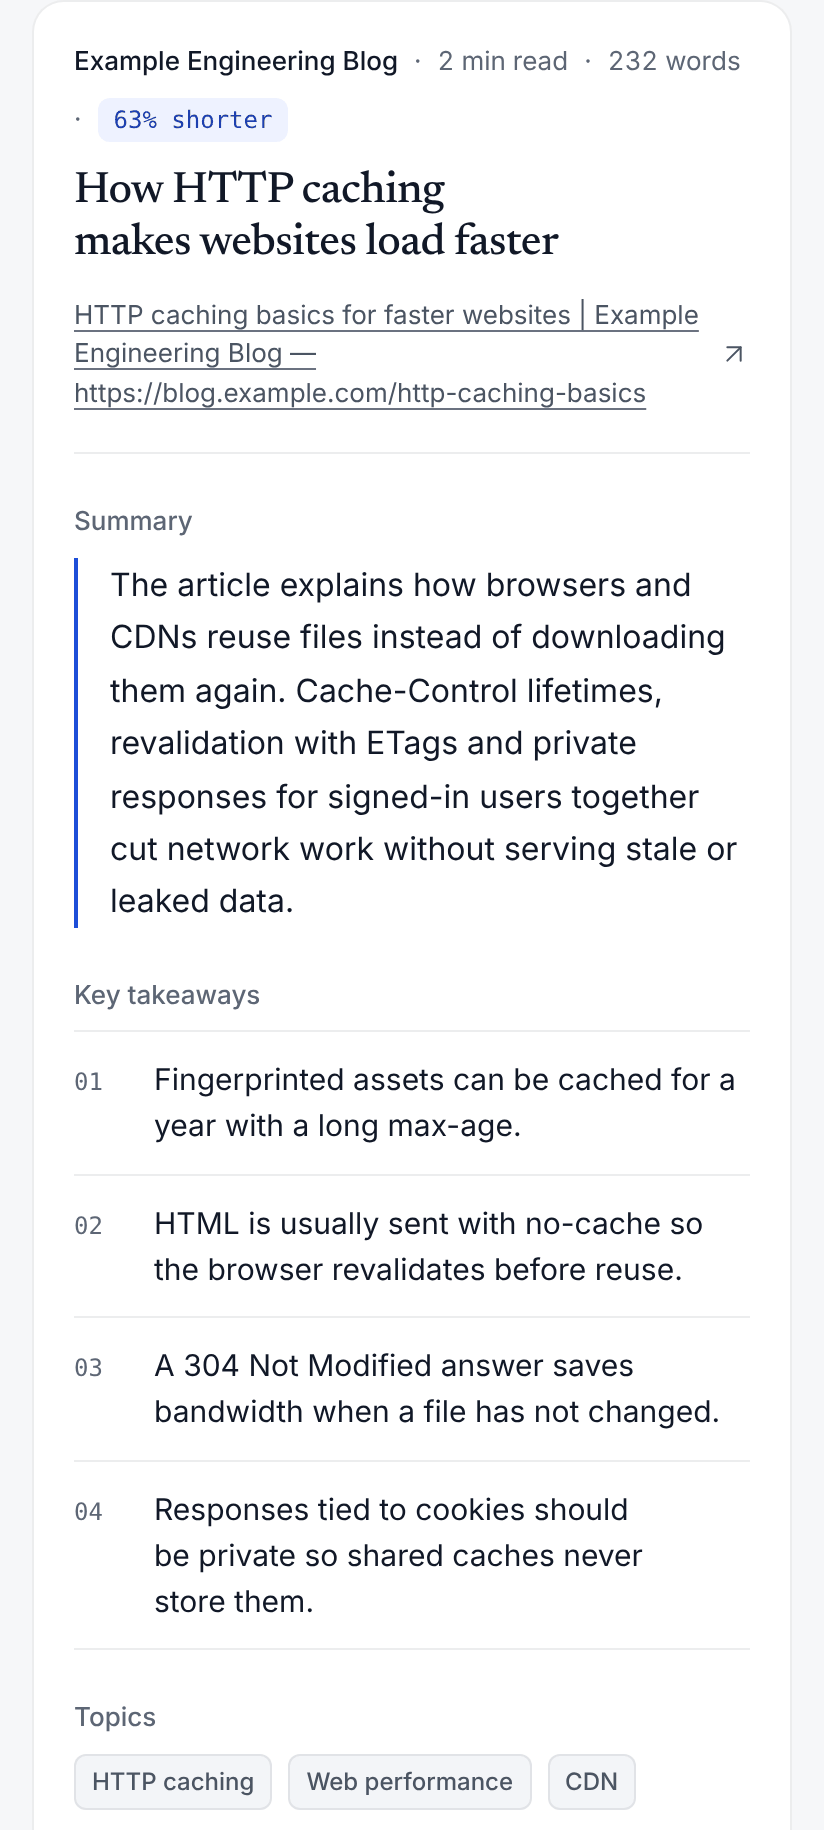 Example Engineering Blog · 2 min read · 232 words
· 63% shorter
How HTTP caching
makes websites load faster
HTTP caching basics for faster websites | Example
Engineering Blog —
https://blog.example.com/http-caching-basics
Summary
The article explains how browsers and
CDNs reuse files instead of downloading
them again. Cache-Control lifetimes,
revalidation with ETags and private
responses for signed-in users together
cut network work without serving stale or
leaked data.
Key takeaways
01 Fingerprinted assets can be cached for a
year with a long max-age.
02 HTML is usually sent with no-cache so
the browser revalidates before reuse.
03 A 304 Not Modified answer saves
bandwidth when a file has not changed.
04 Responses tied to cookies should
be private so shared caches never
store them.
Topics
HTTP caching Web performance CDN